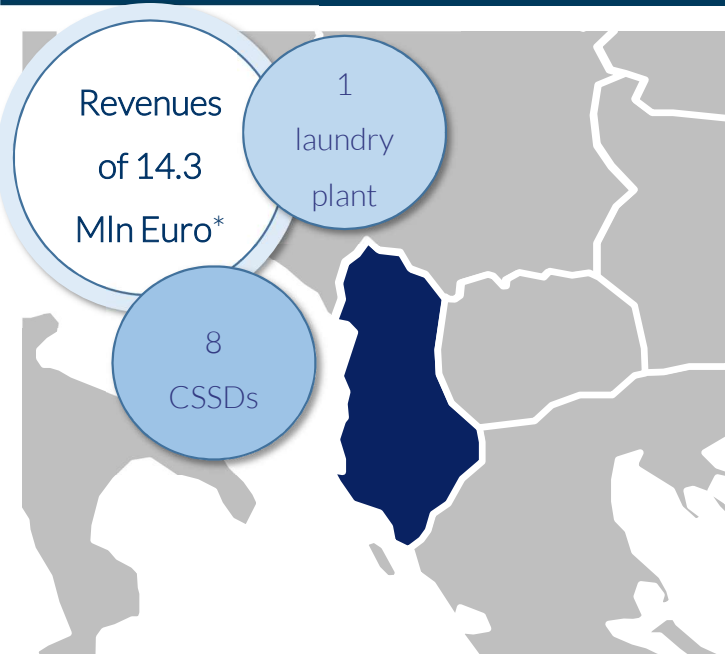 Revenues
of 14.3
Mln Euro*
1
laundry
plant
8
CSSDs